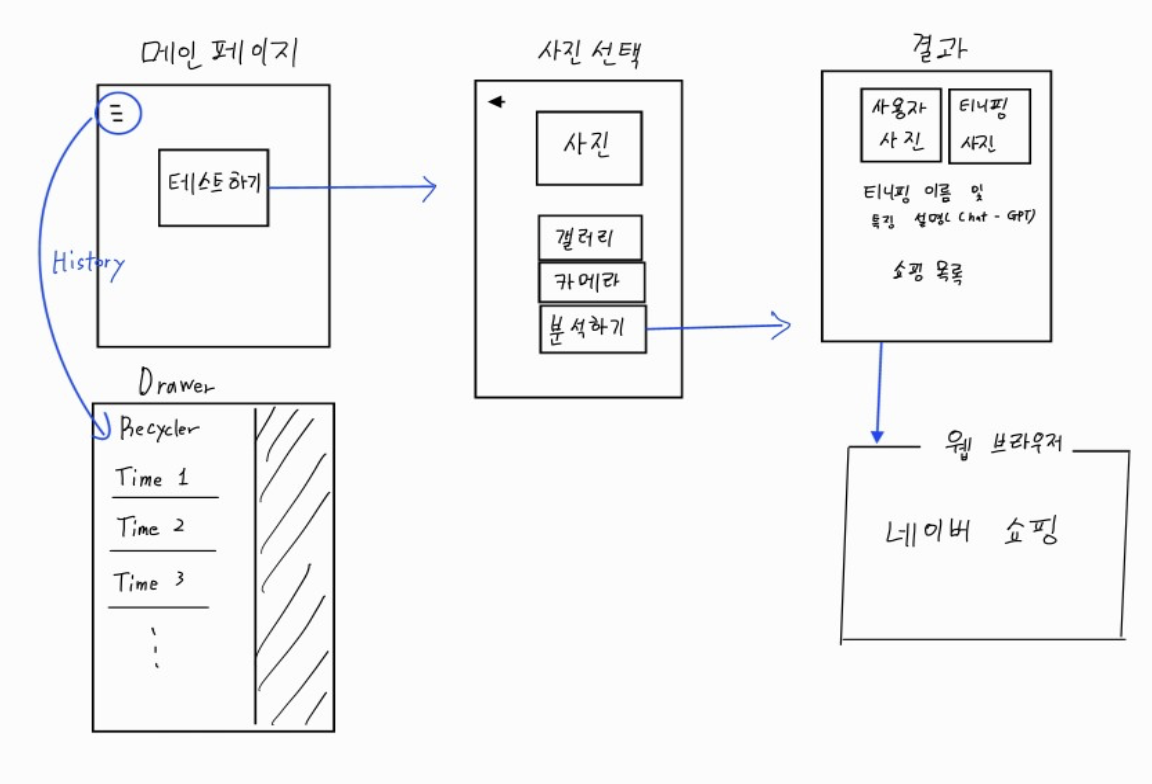 메인 페이지
테스트하기
History
Drawer
Recycler
Time 1
Time 2
Time 3
사진 선택
사진
갤러리
카메라
분석하기
결과
사용자
사진
티니핑
사진
티니핑 이름 및
특징 설명( Chat - GPT)
쇼핑 목록
웹 브라우저
네이버 쇼핑